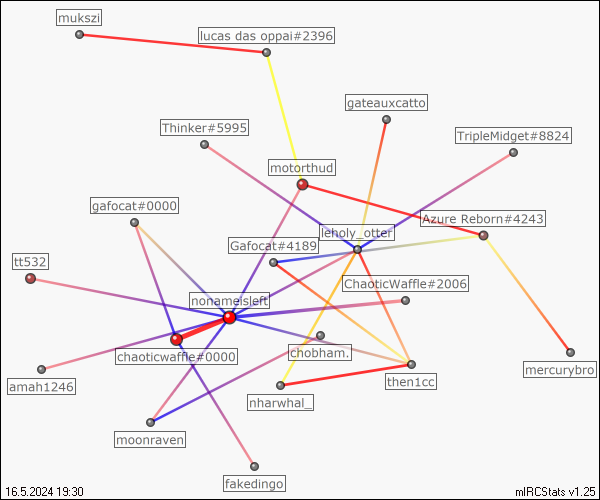 mukszi
lucas das oppai#2396
gateauxcatto
Thinker#5995
TripleMidget#8824
motorthud
gafocat#0000
Azure Reborn#4243
leholy_otter
Gafocat#4189
tt532
ChaoticWaffle#2006
nonameisleft
chaoticwaffle#0000
chobham.
mercurybro
amah1246
then1cc
nharwhal_
moonraven
fakedingo
16.5.2024 19:30
mIRCStats v1.25